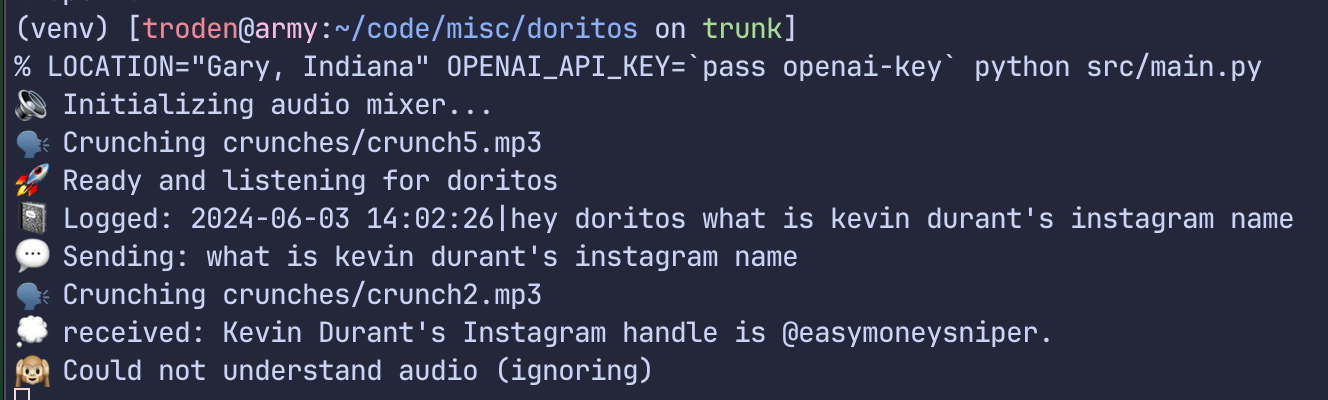 (venv) [troden@army:~/code/misc/doritos on trunk]
% LOCATION="Gary, Indiana" OPENAI_API_KEY=`pass openai-key` python src/main.py
🔊 Initializing audio mixer...
🗣️ Crunching crunches/crunch5.mp3
🚀 Ready and listening for doritos
📓 Logged: 2024-06-03 14:02:26|hey doritos what is kevin durant's instagram name
💬 Sending: what is kevin durant's instagram name
🗣️ Crunching crunches/crunch2.mp3
💭 received: Kevin Durant's Instagram handle is @easymoneysniper.
🙉 Could not understand audio (ignoring)